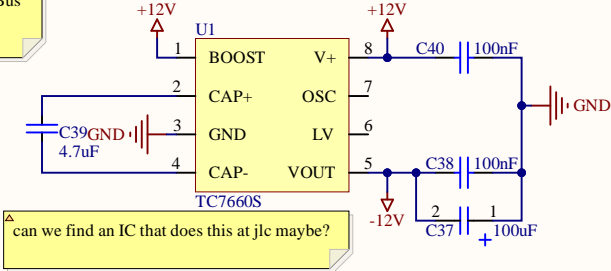 Bus
+12V
+12V
U1
1 BOOST V+ 8
C40 100nF
2 CAP+ OSC 7
GND
C39 GND 3 GND LV 6
4.7uF
4 CAP- VOUT 5
C38 100nF
TC7660S
-12V
2 1
C37 + 100uF
can we find an IC that does this at jlc maybe?